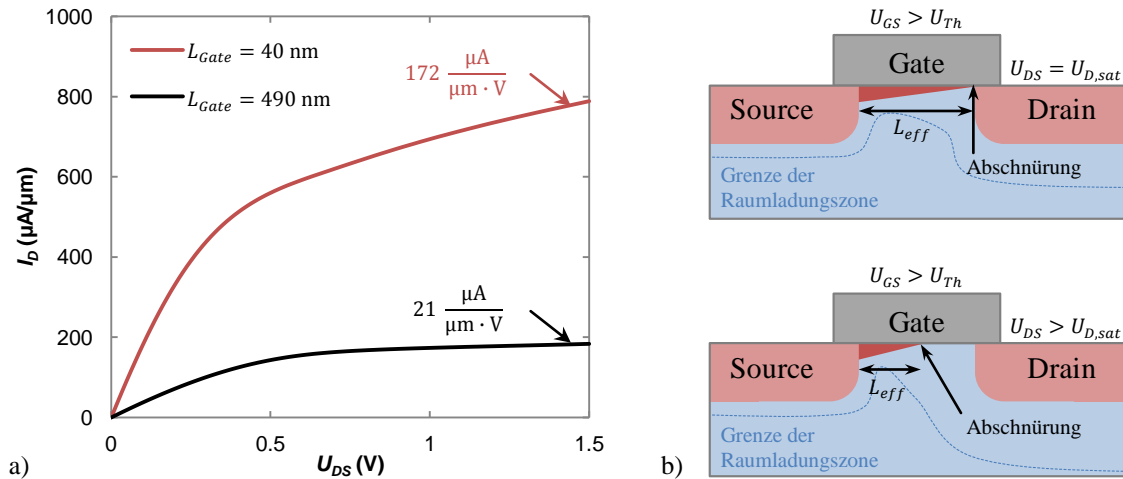 1000
800
600
400
200
0
0
0.5
1
1.5
I_D (µA/µm)
U_DS (V)
L_Gate = 40 nm
L_Gate = 490 nm
172 µA/µm · V
21 µA/µm · V
a)
U_GS > U_Th
Gate
U_DS = U_D,sat
Source
Drain
L_eff
Abschnürung
Grenze der
Raumladungszone
U_GS > U_Th
Gate
U_DS > U_D,sat
Source
Drain
L_eff
Abschnürung
Grenze der
Raumladungszone
b)